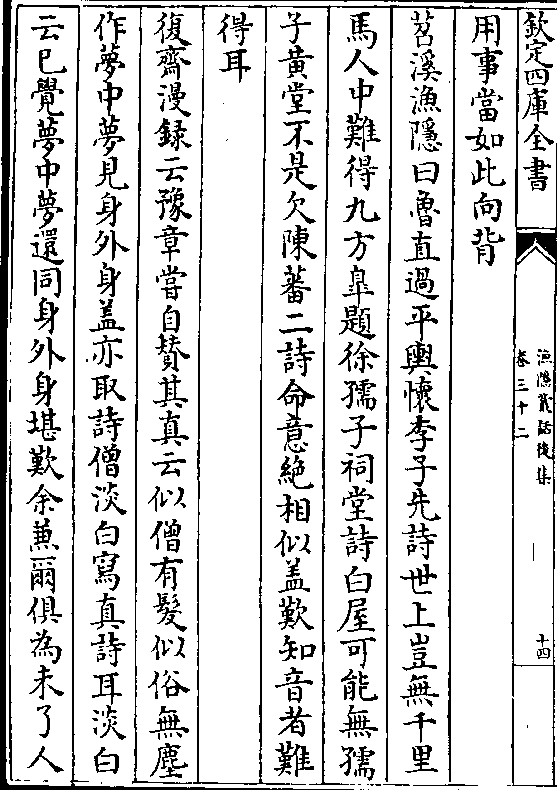 欽定四庫全書
漁隱叢話後集
卷三十二
十四
用事當如此向背
苕溪漁隱曰魯直過平輿懷李子先詩世上豈無千里
馬人中難得九方臯題徐孺子祠堂詩白屋可能無孺
子黄堂不是欠陳蕃二詩命意絶相似盖歎知音者難
得耳
復齋漫録云豫章嘗自賛其真云似僧有髪似俗無塵
作夢中夢見身外身盖亦取詩僧淡白寫真詩耳淡白
云已覺夢中夢還同身外身堪歎余兼爾俱為未了人